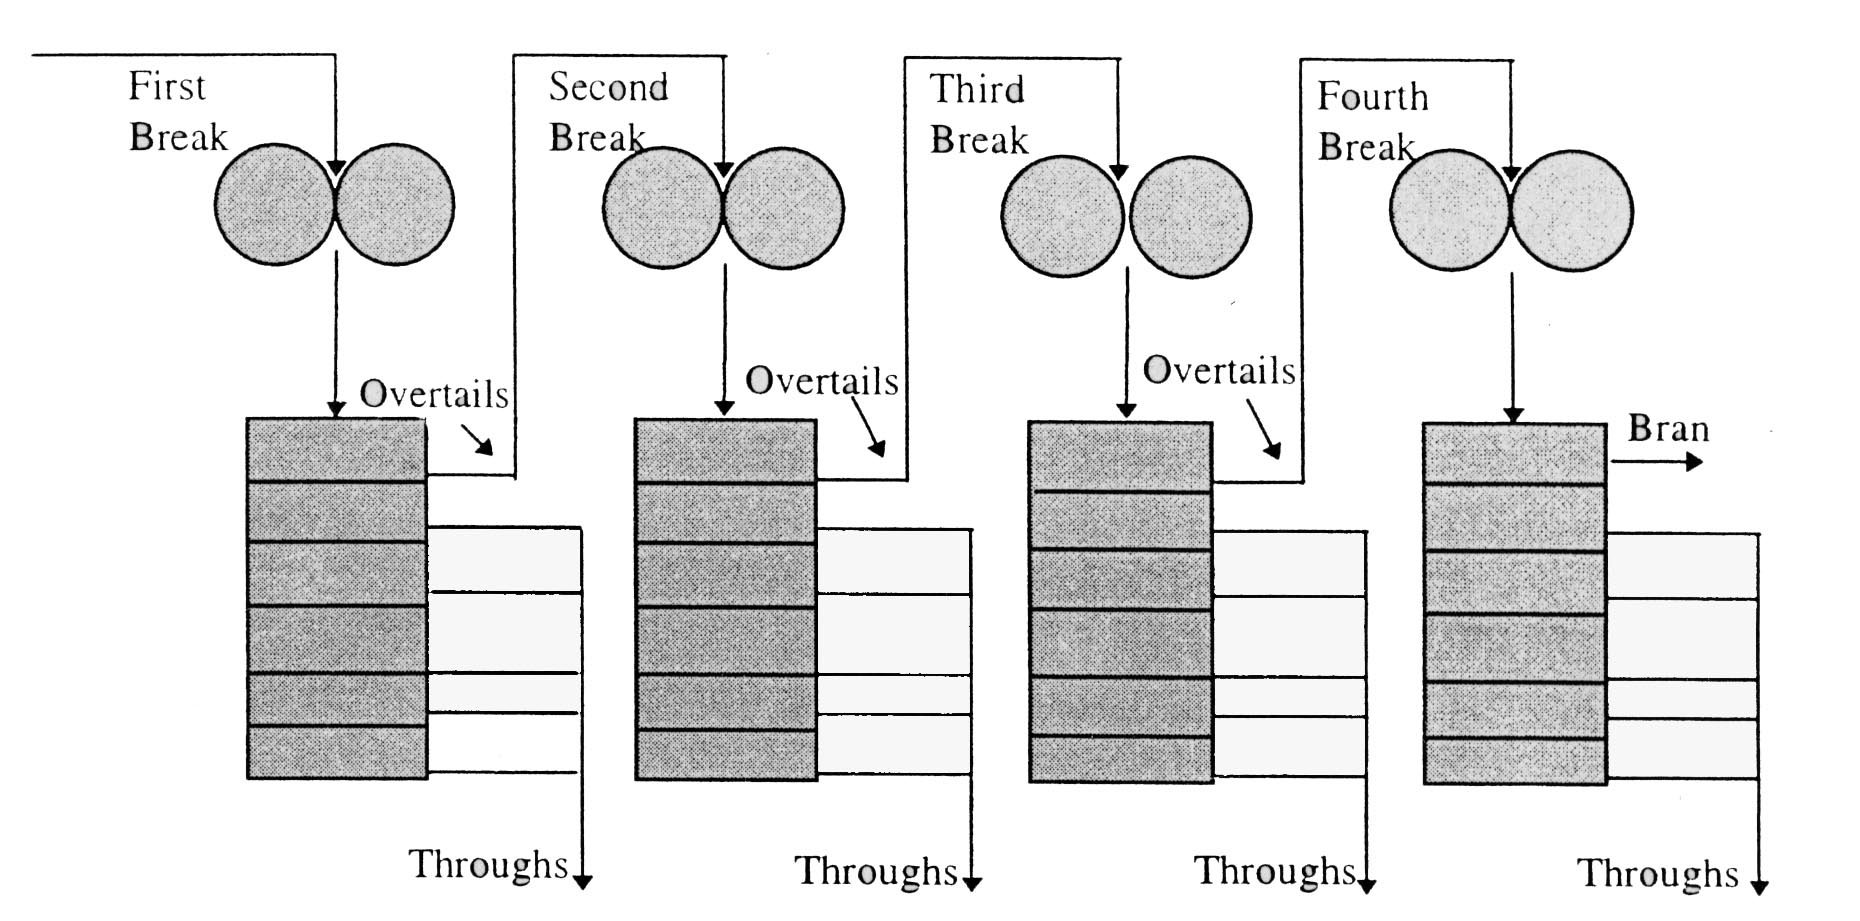 First
Break
Second
Break
Third
Break
Fourth
Break
Overtails
Overtails
Overtails
Bran
Throughs
Throughs
Throughs
Throughs